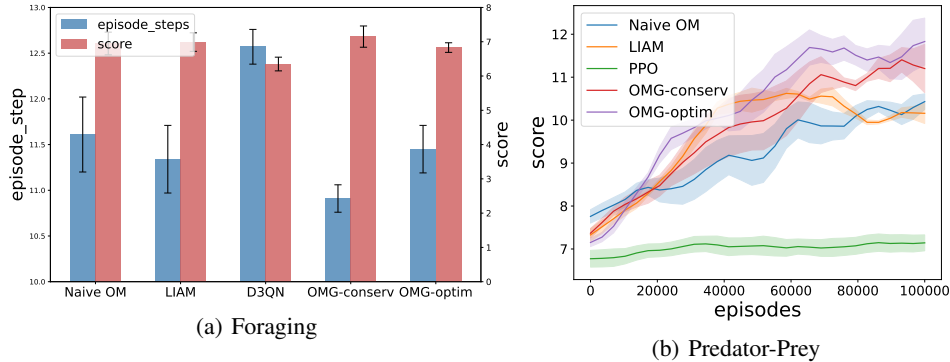 13.0
12.5
12.0
11.5
11.0
10.5
10.0
episode_step
episode_steps
score
8
7
6
5
4
3
2
1
0
score
Naive OM
LIAM
D3QN
OMG-conserv
OMG-optim
(a) Foraging
12
11
10
9
8
7
score
Naive OM
LIAM
PPO
OMG-conserv
OMG-optim
0
20000
40000
60000
80000
100000
episodes
(b) Predator-Prey